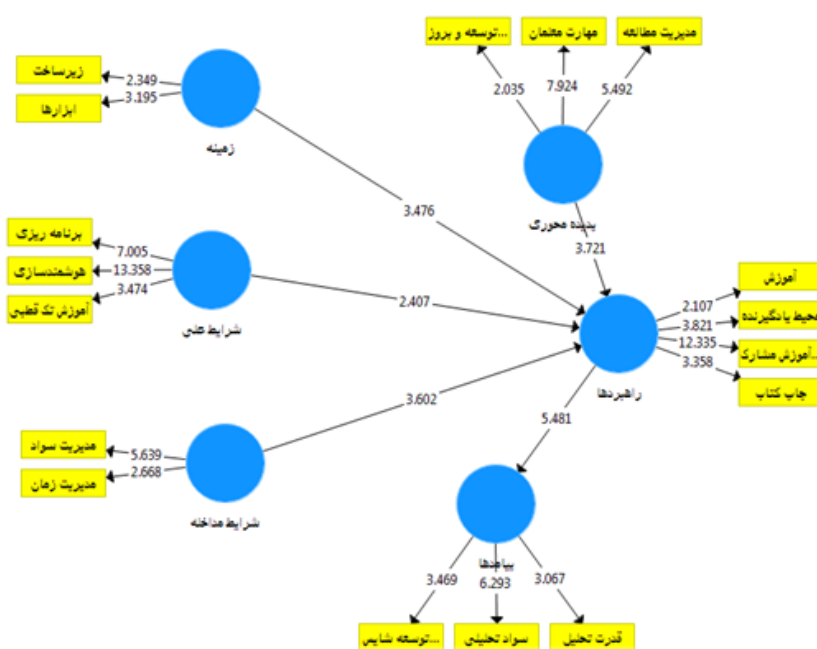 توسعه و بروز...
مهارت معلمان
مدیریت مطالعه
2.035
7.924
5.492
پدیده محوری
3.721
زیرساخت
ابزارها
2.349
3.195
زمینه
3.476
برنامه ریزی
هوشمندسازی
آموزش تک قطبی
7.005
13.358
3.474
شرایط علی
2.407
مدیریت سواد
مدیریت زمان
5.639
2.668
شرایط مداخله
3.602
آموزش
محیط یادگیرنده
آموزش مشارک...
چاپ کتاب
2.107
3.821
12.335
3.358
راهبردها
5.481
پیامدها
3.469
6.293
3.067
توسعه شایس...
سواد تحلیلی
قدرت تحلیل